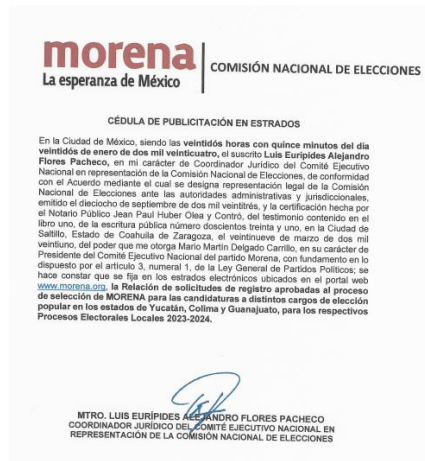 morena
La esperanza de México
COMISIÓN NACIONAL DE ELECCIONES
CÉDULA DE PUBLICITACIÓN EN ESTRADOS
En la Ciudad de México, siendo las veintidós horas con quince minutos del día
veintidós de enero de dos mil veinticuatro, el suscrito Luis Eurípides Alejandro
Flores Pacheco, en mi carácter de Coordinador Jurídico del Comité Ejecutivo
Nacional en representación de la Comisión Nacional de Elecciones, de conformidad
con el Acuerdo mediante el cual se designa representación legal de la Comisión
Nacional de Elecciones ante las autoridades administrativas y jurisdiccionales,
emitido el dieciocho de septiembre de dos mil veintitrés, y la certificación hecha por
el Notario Público Jean Paul Huber Olea y Contró, del testimonio contenido en el
libro uno, de la escritura pública número doscientos treinta y uno, en la Ciudad de
Saltillo, Estado de Coahuila de Zaragoza, el veintinueve de marzo de dos mil
veintiuno, del poder que me otorga Mario Martín Delgado Carrillo, en su carácter de
Presidente del Comité Ejecutivo Nacional del partido Morena, con fundamento en lo
dispuesto por el artículo 3, numeral 1, de la Ley General de Partidos Políticos; se
hace constar que se fija en los estrados electrónicos ubicados en el portal web
www.morena.org, la Relación de solicitudes de registro aprobadas al proceso
de selección de MORENA para las candidaturas a distintos cargos de elección
popular en los estados de Yucatán, Colima y Guanajuato, para los respectivos
Procesos Electorales Locales 2023-2024.
MTRO. LUIS EURÍPIDES ALEJANDRO FLORES PACHECO
COORDINADOR JURÍDICO DEL COMITÉ EJECUTIVO NACIONAL EN
REPRESENTACIÓN DE LA COMISIÓN NACIONAL DE ELECCIONES